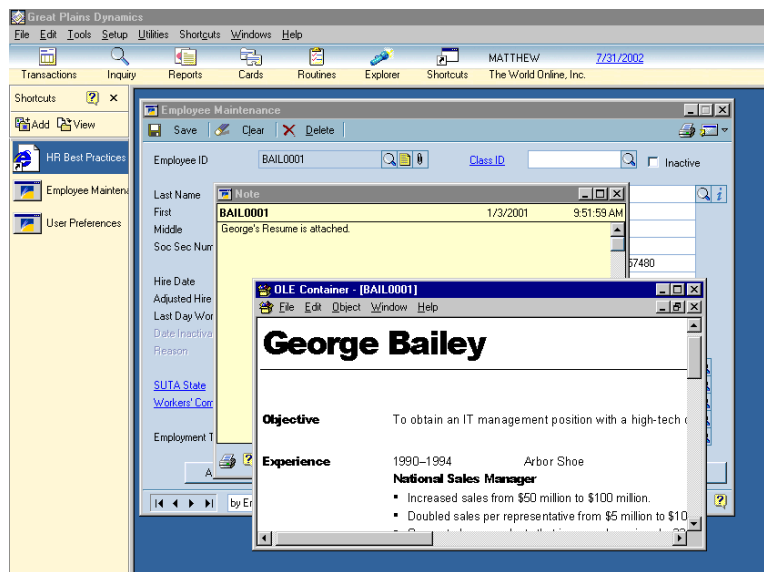 Great Plains Dynamics
File Edit Tools Setup Utilities Shortcuts Windows Help
Transactions Inquiry Reports Cards Routines Explorer Shortcuts
MATTHEW 7/31/2002
The World Online, Inc.
Shortcuts
Add View
HR Best Practices
Employee Mainten
User Preferences
Employee Maintenance
Save Clear Delete
Employee ID BAIL0001 Class ID Inactive
Last Name
First
Middle
Soc Sec Num
57480
Hire Date
Adjusted Hire
Last Day Wor
Date Inactiva
Reason
SUTA State
Workers' Com
Employment T
A
by Em
Note
BAIL0001 1/3/2001 9:51:59 AM
George's Resume is attached.
OLE Container - [BAIL0001]
File Edit Object Window Help
George Bailey
Objective To obtain an IT management position with a high-tech
Experience 1990–1994 Arbor Shoe
National Sales Manager
▪ Increased sales from $50 million to $100 million.
▪ Doubled sales per representative from $5 million to $10